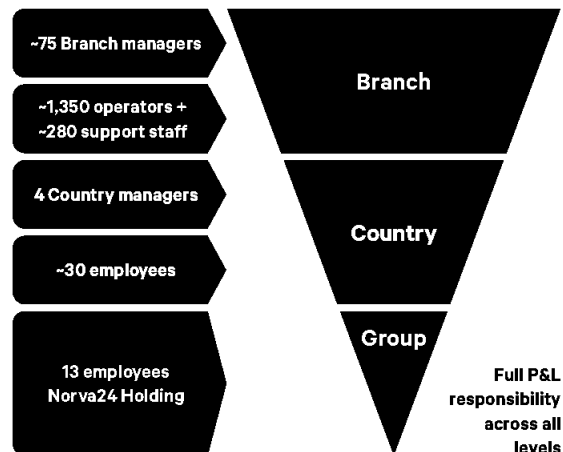 ~75 Branch managers
~1,350 operators +
~280 support staff
4 Country managers
~30 employees
13 employees
Norva24 Holding
Branch
Country
Group
Full P&L
responsibility
across all
levels